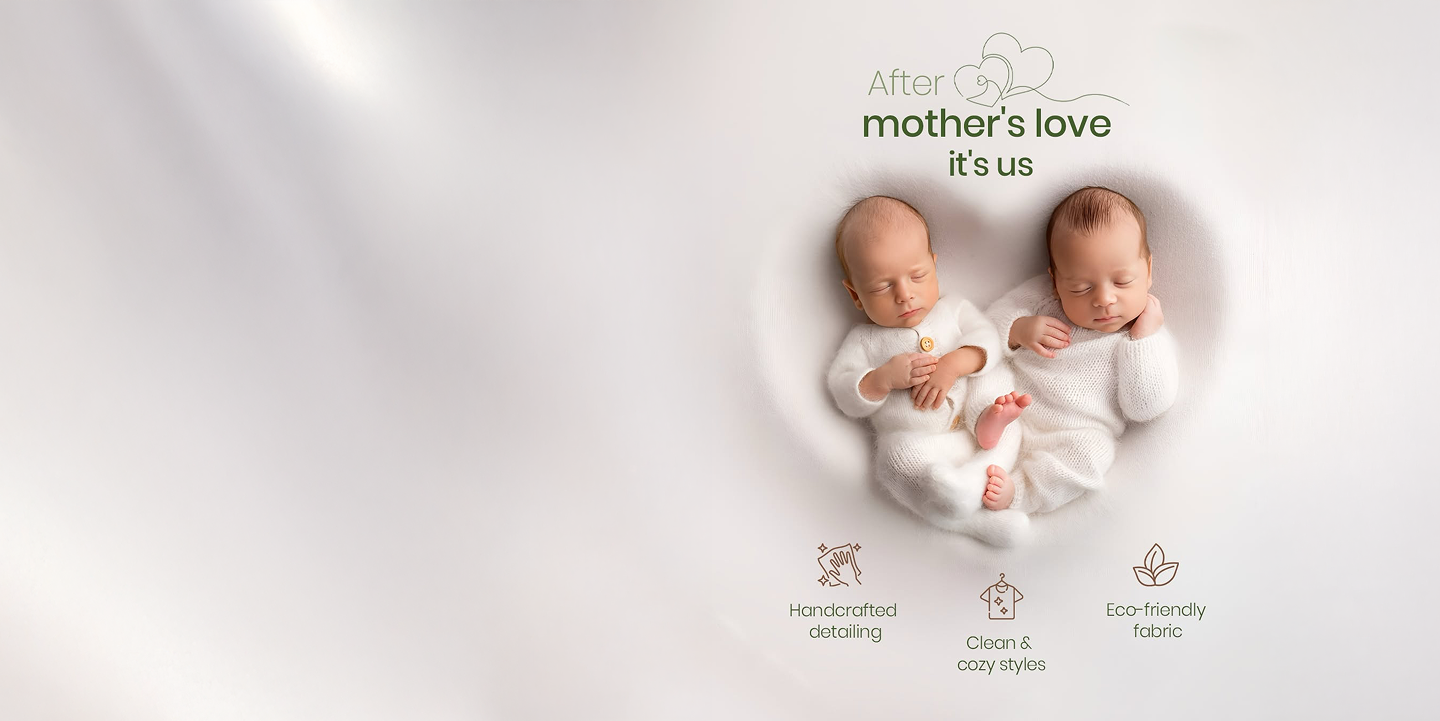 After
mother's love
it's us
Handcrafted
detailing
Clean &
cozy styles
Eco-friendly
fabric